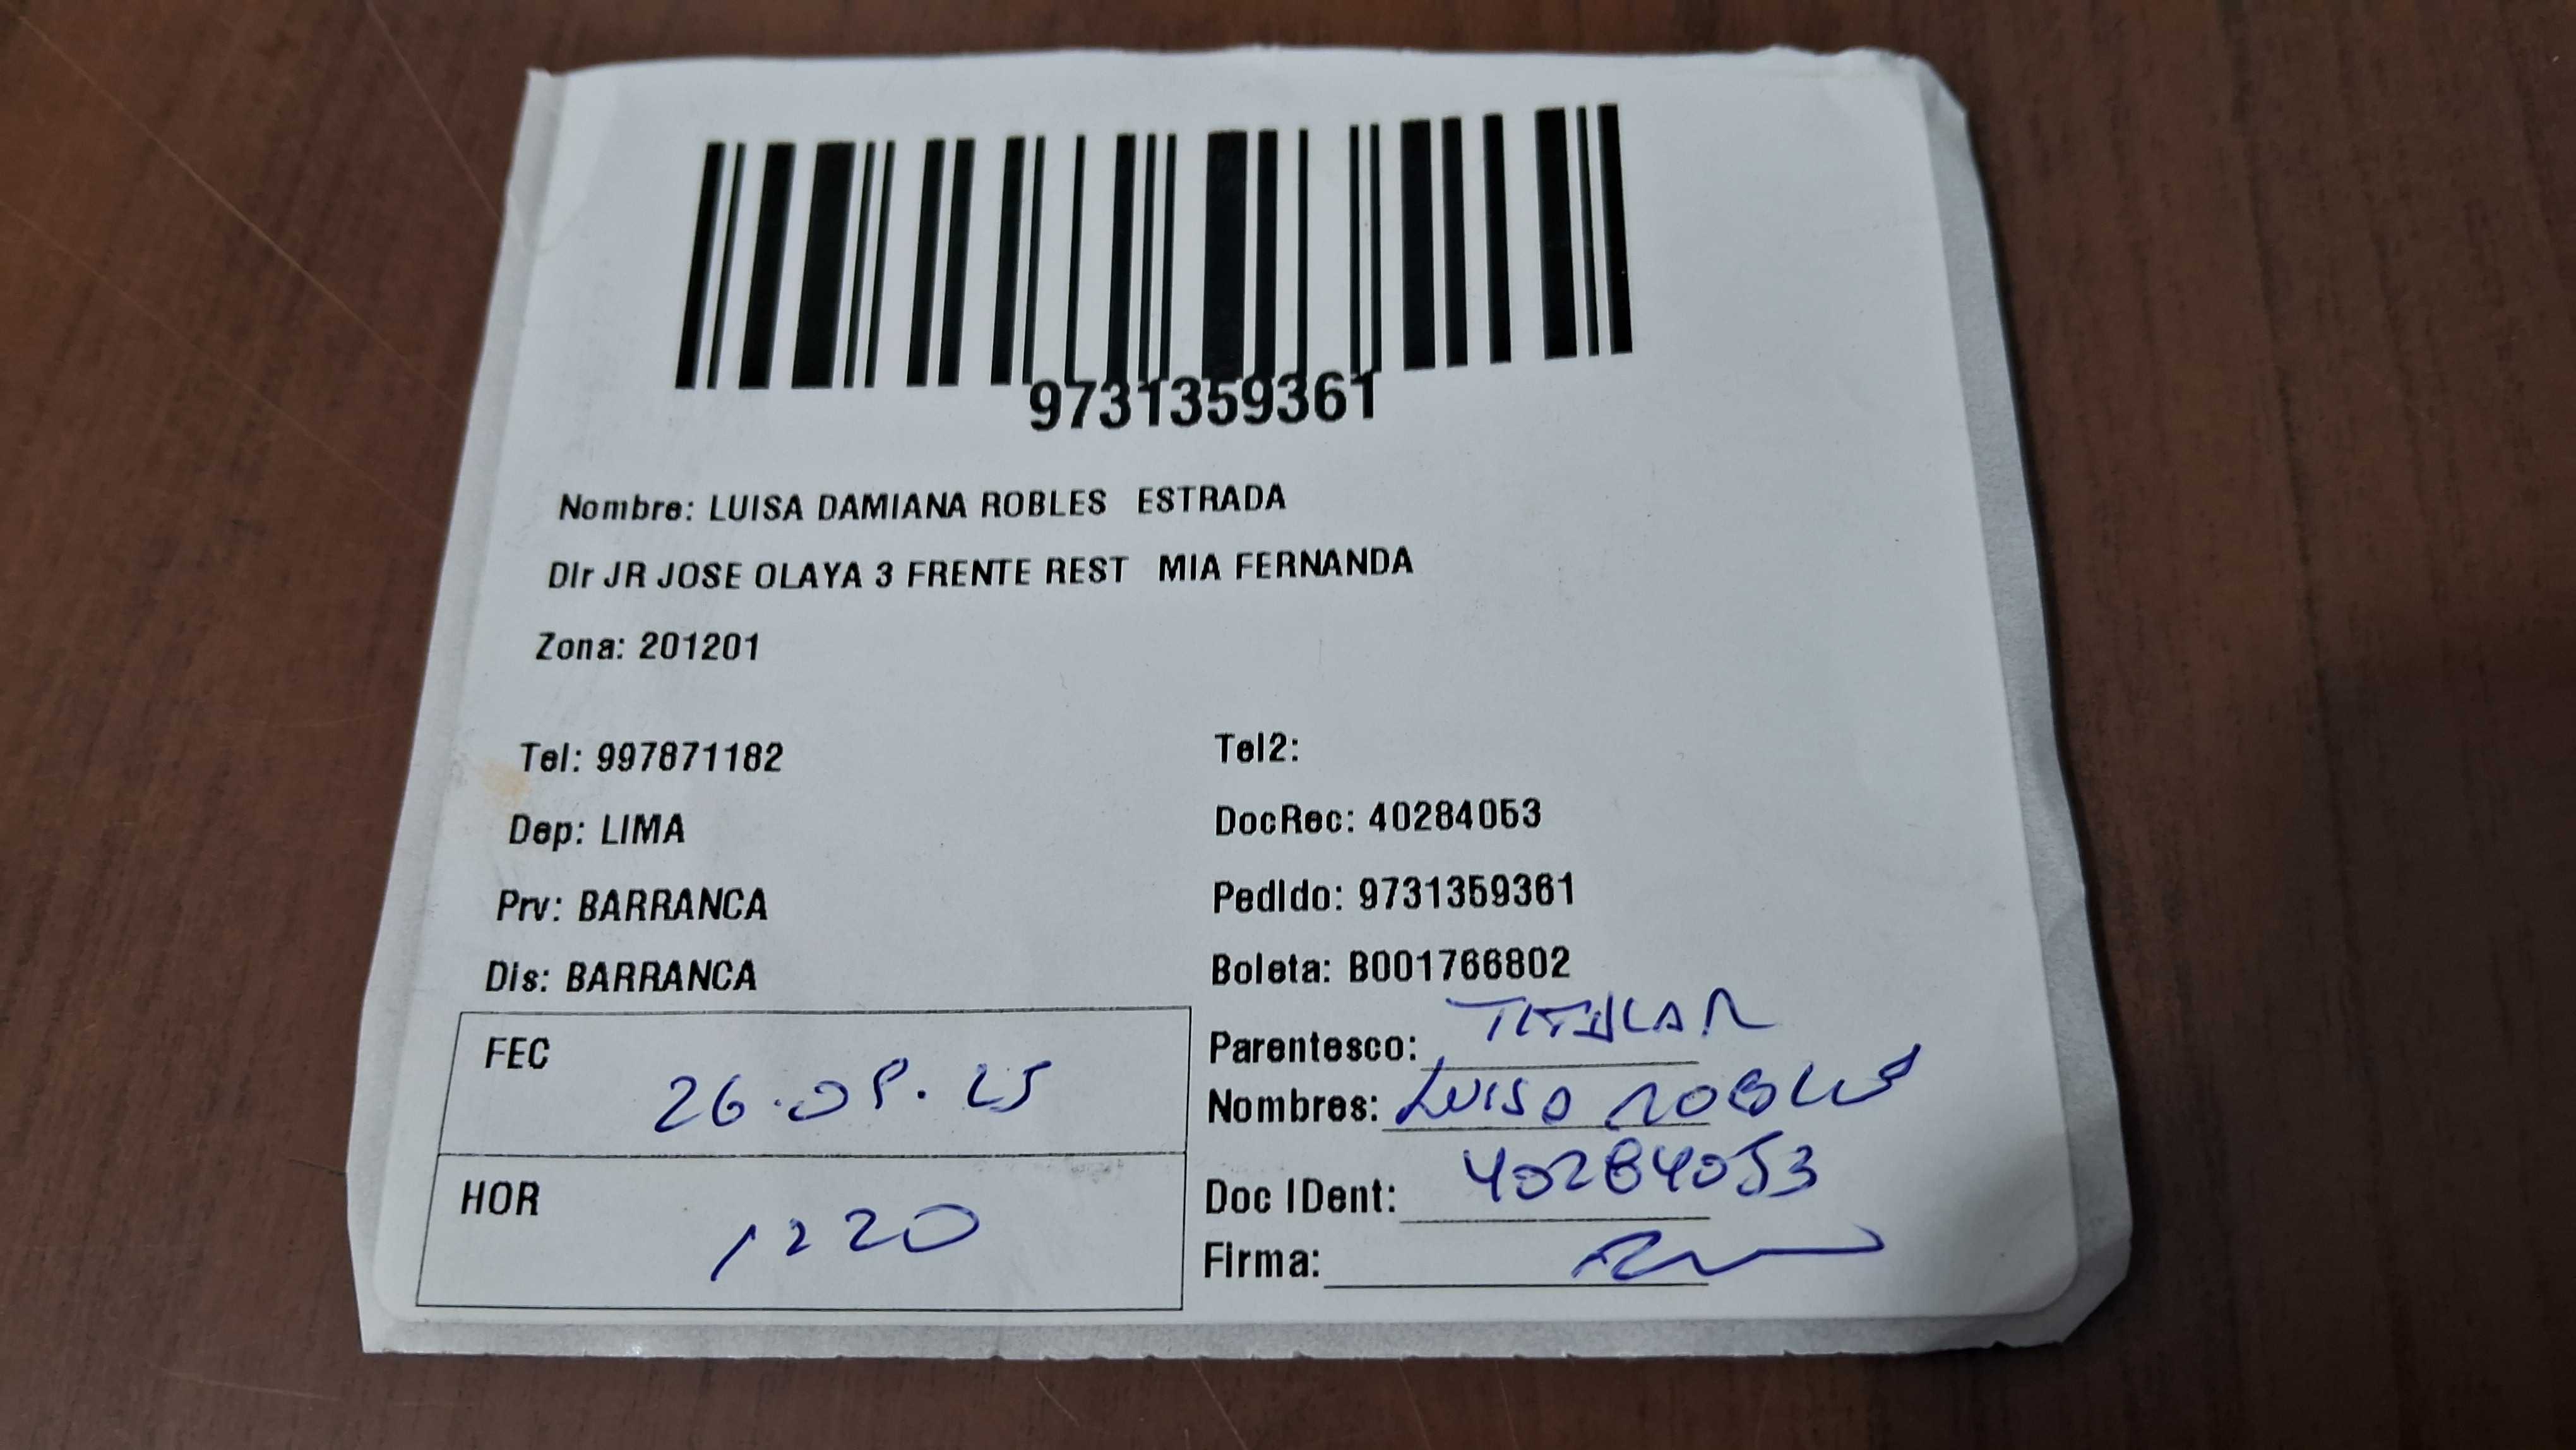 9731359361
Nombre: LUISA DAMIANA ROBLES ESTRADA
Dir JR JOSE OLAYA 3 FRENTE REST MIA FERNANDA
Zona: 201201
Tel: 997871182
Tel2:
Dep: LIMA
DocRec: 40284053
Prv: BARRANCA
Pedido: 9731359361
Dis: BARRANCA
Boleta: B001766802
FEC 26.09.25
HOR 1220
Parentesco: TITULAR
Nombres: LUISA ROBLES
Doc IDent: 40284053
Firma: